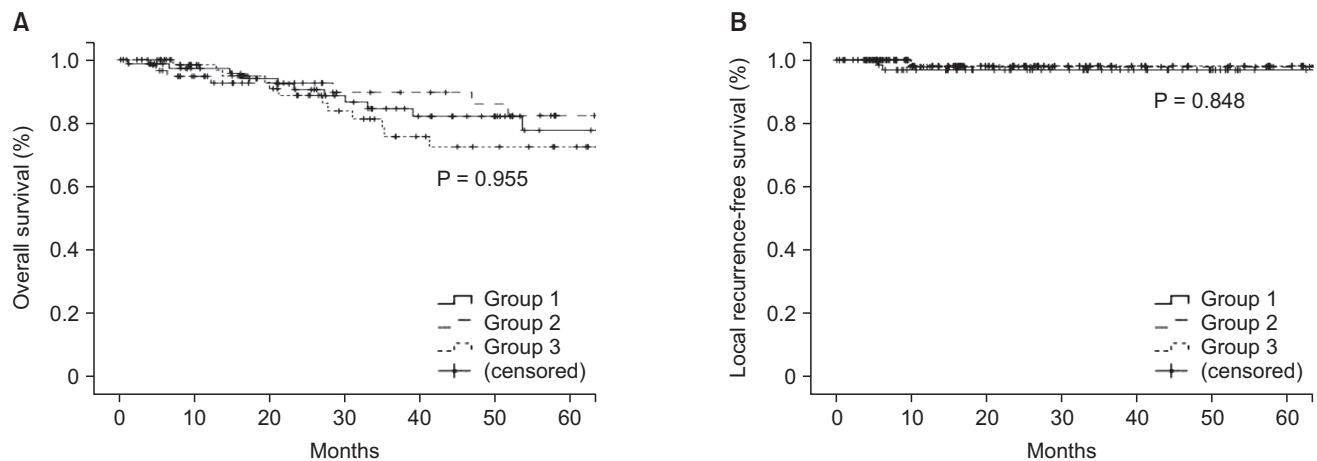 A
Overall survival (%)
1.0
0.8
0.6
0.4
0.2
0
P = 0.955
Group 1
Group 2
Group 3
(censored)
0 10 20 30 40 50 60
Months
B
Local recurrence-free survival (%)
1.0
0.8
0.6
0.4
0.2
0
P = 0.848
Group 1
Group 2
Group 3
(censored)
0 10 20 30 40 50 60
Months